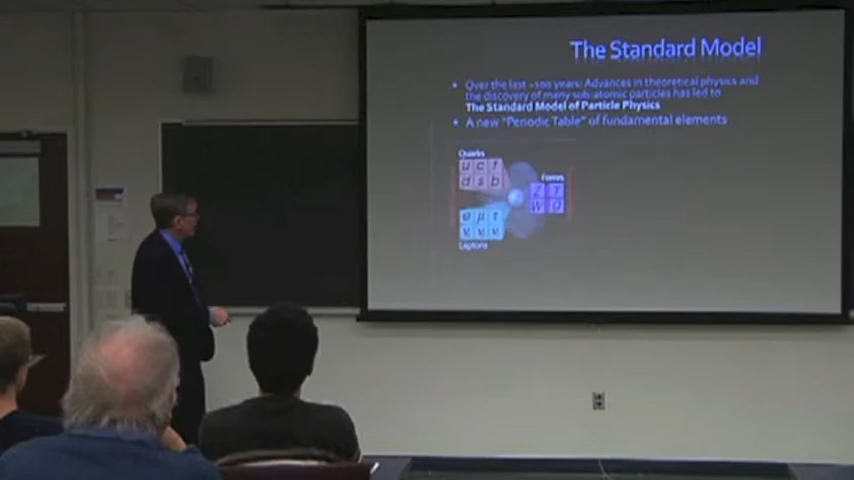 The Standard Model
• Over the last ~100 years: Advances in theoretical physics and
the discovery of many sub-atomic particles has led to
The Standard Model of Particle Physics
• A new "Periodic Table" of fundamental elements
Quarks
u c t
d s b
Forces
Z γ
W g
e μ τ
ν ν ν
Leptons